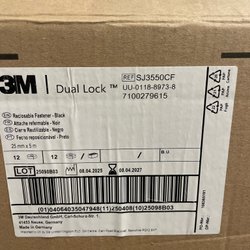 3M
Dual Lock™
REF SJ3550CF
UU-0118-8973-8
7100279615
Reclosable Fastener - Black
Attache refermable - Noir
Cierre Reutilizable - Negro
Fecho preto
25 mm x 5 m
12
12
B.U
LOT 25098B03
08.04.2025
08.04.2027
(01)04064035047948(11)250408(10)25098B03
3M Deutschland GmbH, Carl-Schurz-Str. 1,
41453 Neuss, Germany
Made in